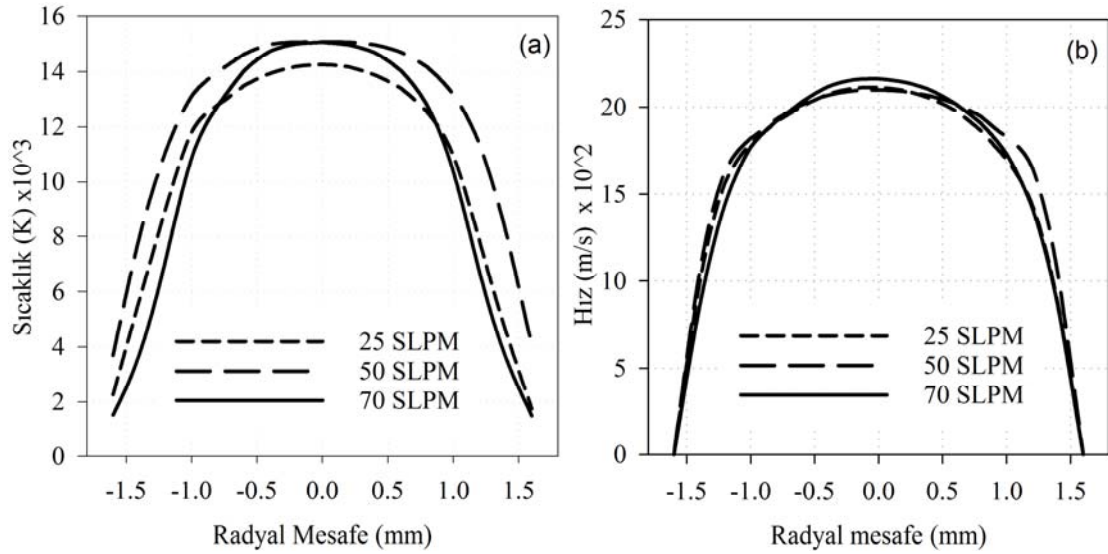 (a)
Sıcaklık (K) x10^3
16
14
12
10
8
6
4
2
0
25 SLPM
50 SLPM
70 SLPM
-1.5 -1.0 -0.5 0.0 0.5 1.0 1.5
Radyal Mesafe (mm)
(b)
Hız (m/s) x 10^2
25
20
15
10
5
0
25 SLPM
50 SLPM
70 SLPM
-1.5 -1.0 -0.5 0.0 0.5 1.0 1.5
Radyal mesafe (mm)